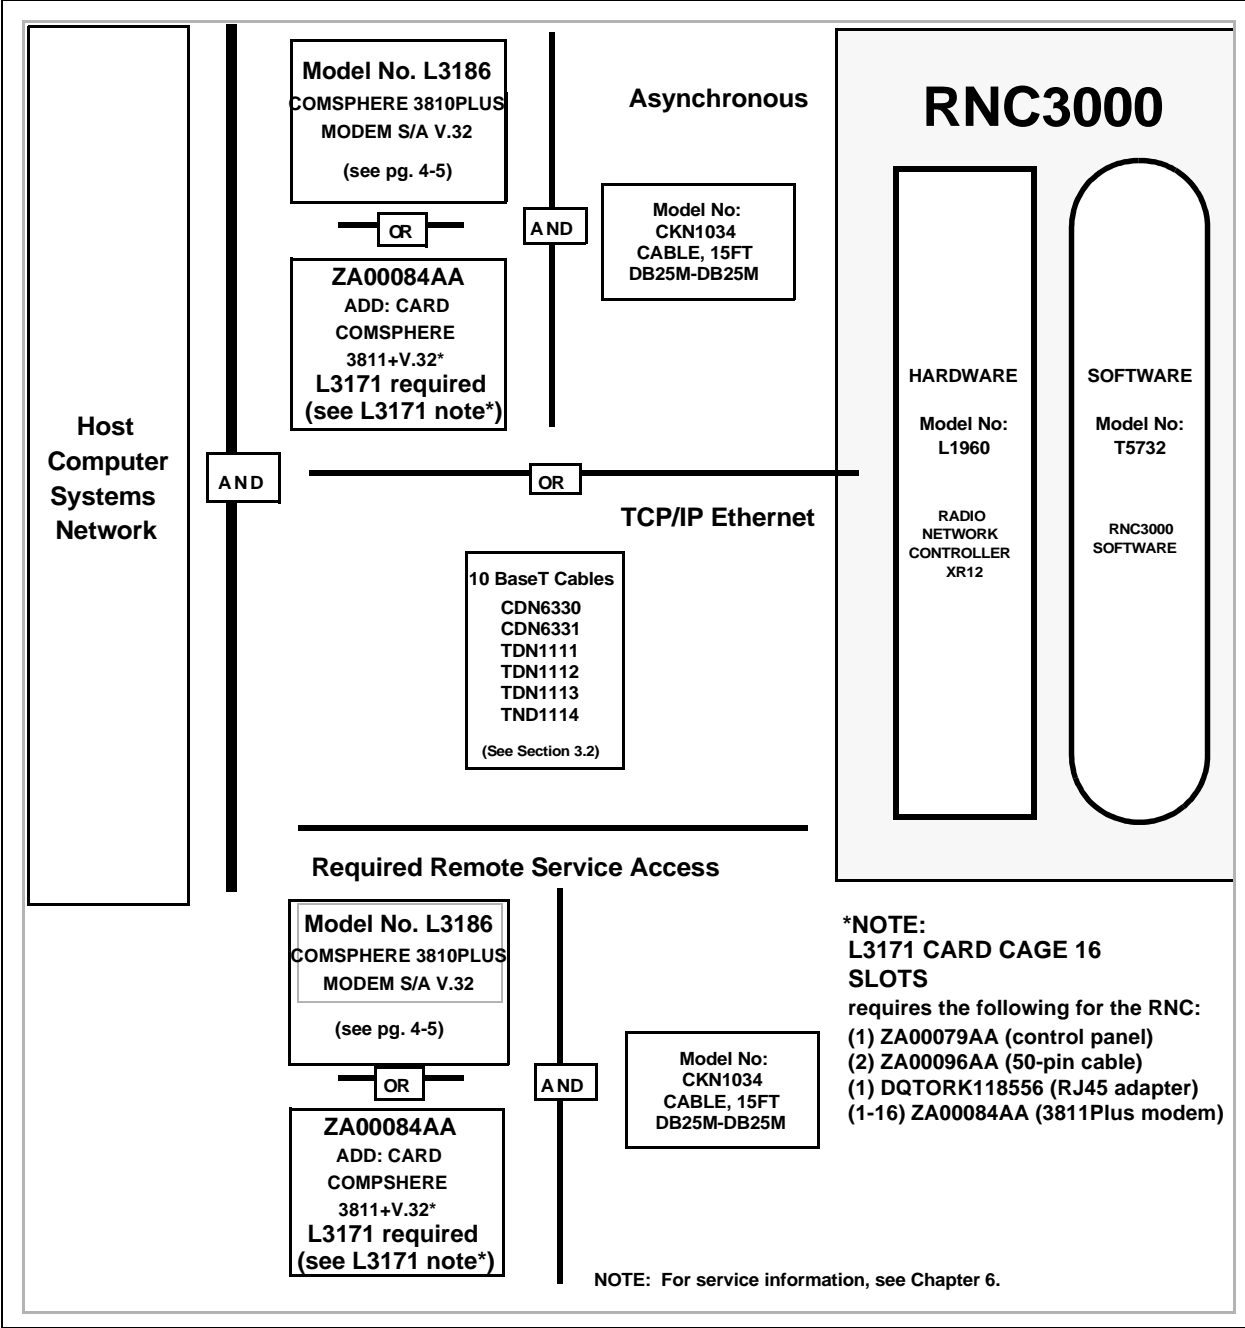 Host
Computer
Systems
Network
AND
Model No. L3186
COMSPHERE 3810PLUS
MODEM S/A V.32
(see pg. 4-5)
OR
ZA00084AA
ADD: CARD
COMSPHERE
3811+V.32*
L3171 required
(see L3171 note*)
AND
Asynchronous
Model No:
CKN1034
CABLE, 15FT
DB25M-DB25M
OR
TCP/IP Ethernet
10 BaseT Cables
CDN6330
CDN6331
TDN1111
TDN1112
TDN1113
TND1114
(See Section 3.2)
RNC3000
HARDWARE
Model No:
L1960
RADIO
NETWORK
CONTROLLER
XR12
SOFTWARE
Model No:
T5732
RNC3000
SOFTWARE
Required Remote Service Access
Model No. L3186
COMSPHERE 3810PLUS
MODEM S/A V.32
(see pg. 4-5)
OR
ZA00084AA
ADD: CARD
COMPSHERE
3811+V.32*
L3171 required
(see L3171 note*)
AND
Model No:
CKN1034
CABLE, 15FT
DB25M-DB25M
*NOTE:
L3171 CARD CAGE 16
SLOTS
requires the following for the RNC:
(1) ZA00079AA (control panel)
(2) ZA00096AA (50-pin cable)
(1) DQTORK118556 (RJ45 adapter)
(1-16) ZA00084AA (3811Plus modem)
NOTE: For service information, see Chapter 6.